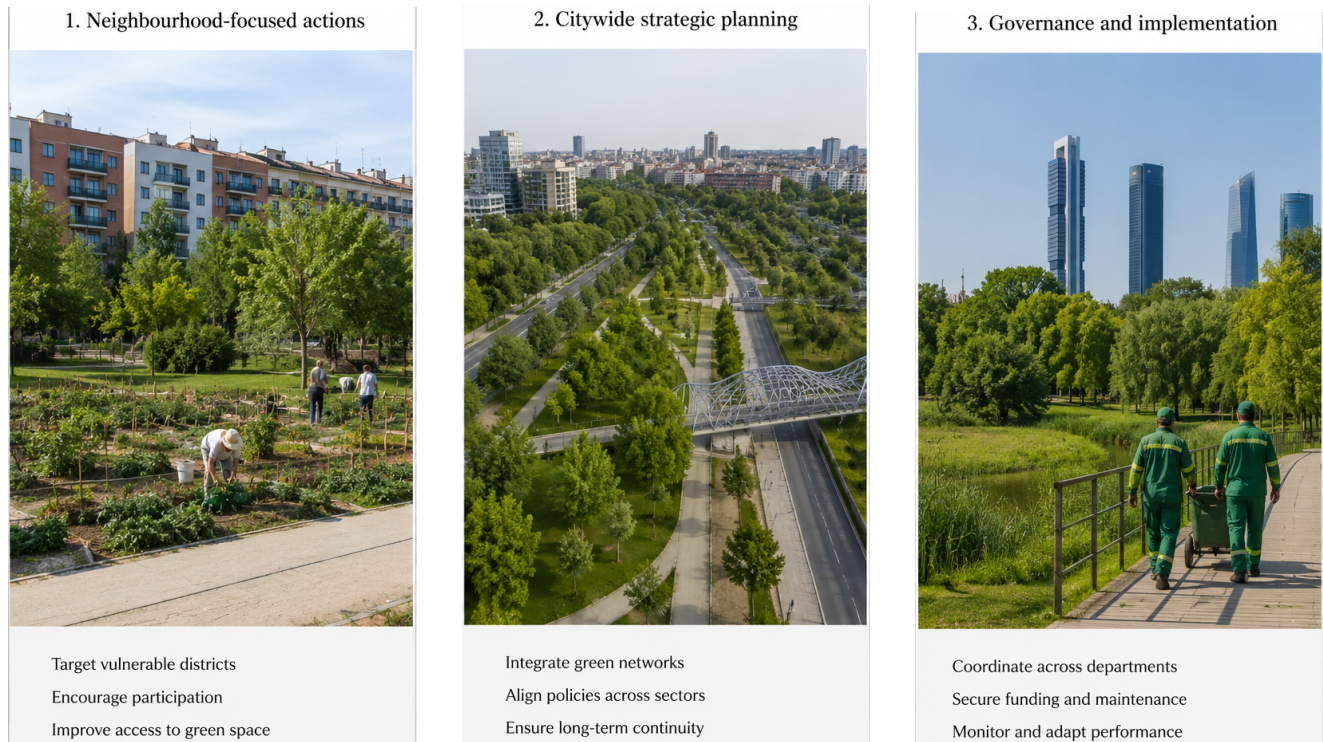 1. Neighbourhood-focused actions
Target vulnerable districts
Encourage participation
Improve access to green space
2. Citywide strategic planning
Integrate green networks
Align policies across sectors
Ensure long-term continuity
3. Governance and implementation
Coordinate across departments
Secure funding and maintenance
Monitor and adapt performance